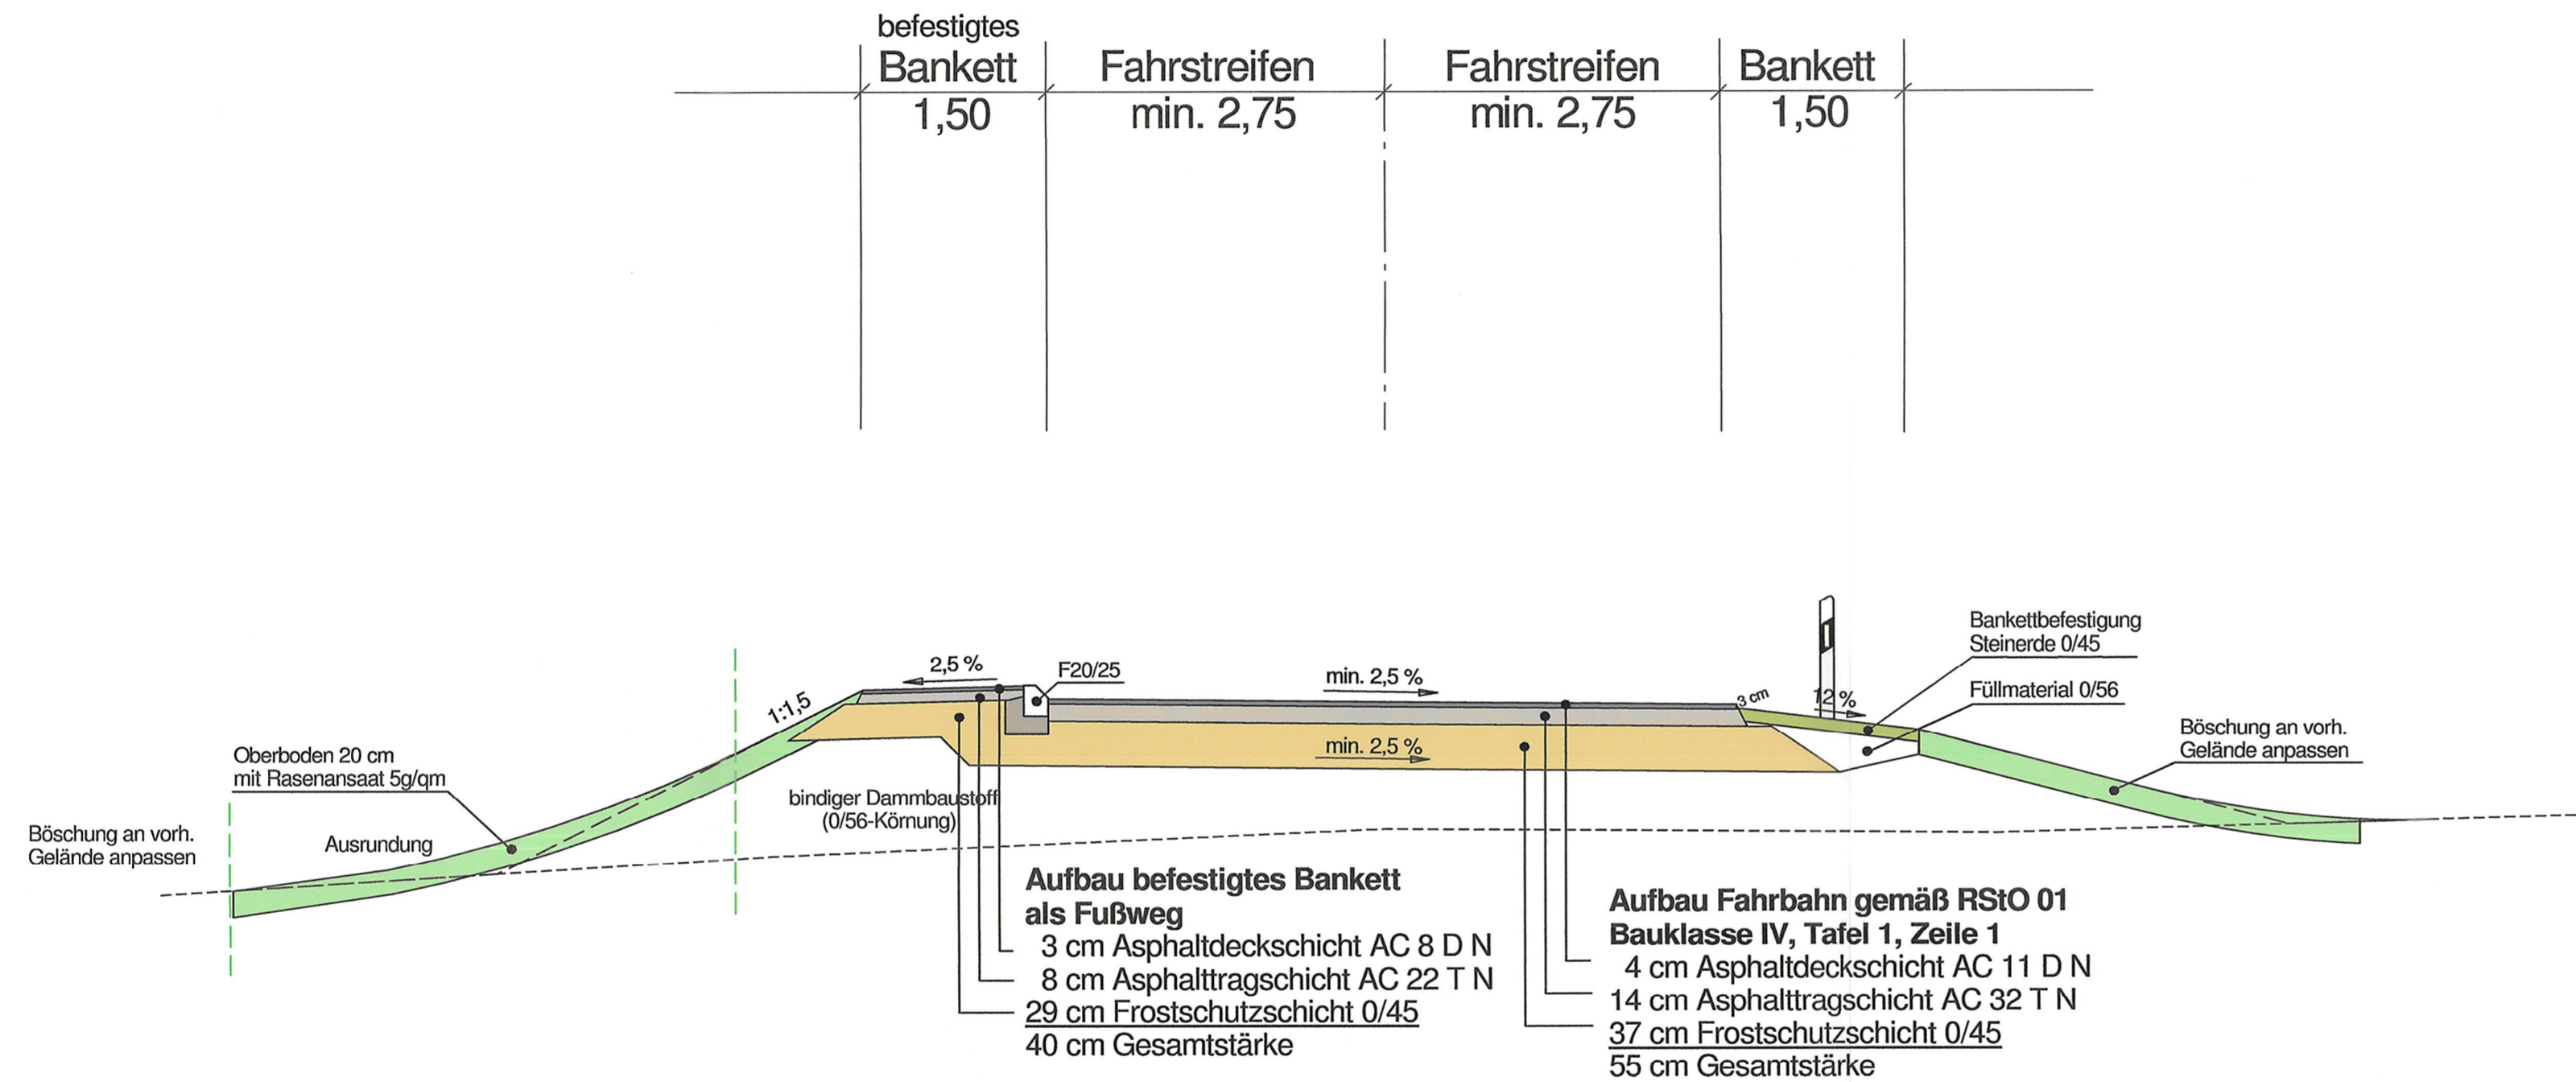 befestigtes
Bankett
1,50
Fahrstreifen
min. 2,75
Fahrstreifen
min. 2,75
Bankett
1,50
Bankettbefestigung
Steinerde 0/45
Füllmaterial 0/56
Böschung an vorh.
Gelände anpassen
2,5 %
F20/25
min. 2,5 %
3 cm
12 %
1:1,5
min. 2,5 %
Oberboden 20 cm
mit Rasenansaat 5g/qm
Böschung an vorh.
Gelände anpassen
Ausrundung
bindiger Dammbaustoff
(0/56-Körnung)
Aufbau befestigtes Bankett
als Fußweg
3 cm Asphaltdeckschicht AC 8 D N
8 cm Asphalttragschicht AC 22 T N
29 cm Frostschutzschicht 0/45
40 cm Gesamtstärke
Aufbau Fahrbahn gemäß RStO 01
Bauklasse IV, Tafel 1, Zeile 1
4 cm Asphaltdeckschicht AC 11 D N
14 cm Asphalttragschicht AC 32 T N
37 cm Frostschutzschicht 0/45
55 cm Gesamtstärke